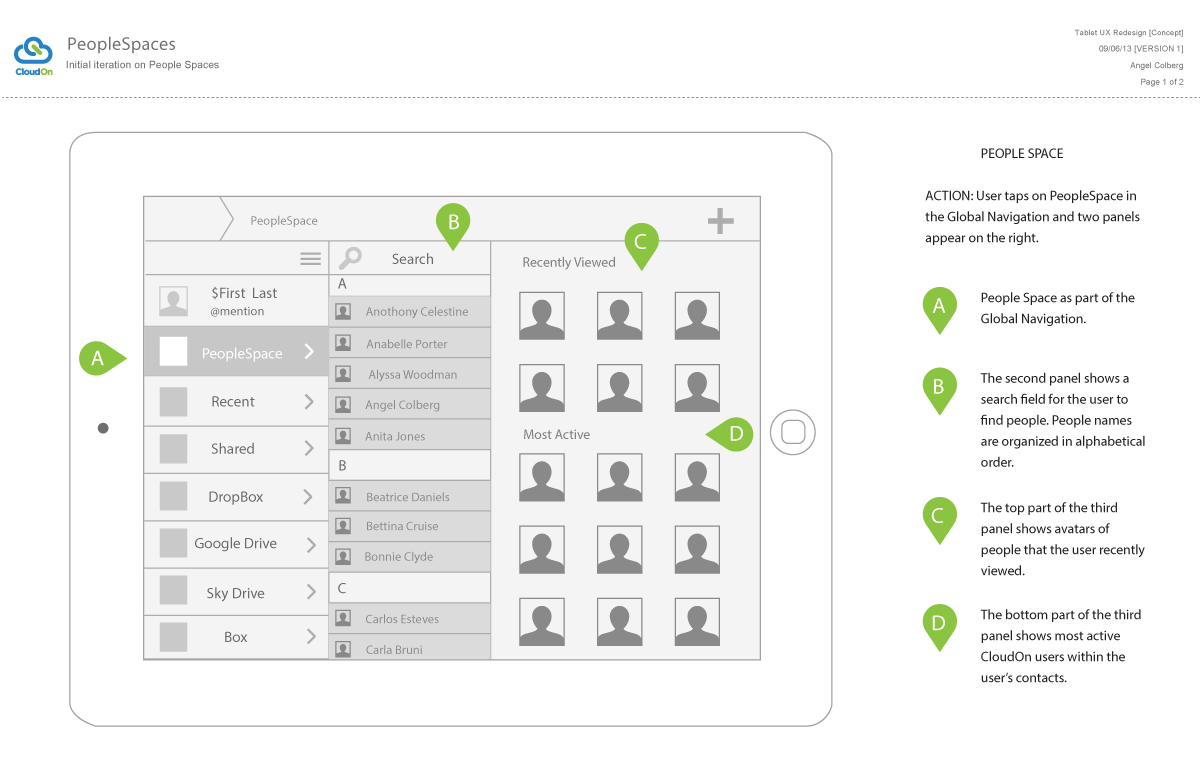 PeopleSpaces
Initial iteration on People Spaces
CloudOn
Tablet UX Redesign [Concept]
09/06/13 [VERSION 1]
Angel Colberg
Page 1 of 2
PeopleSpace
B
C
Search
Recently Viewed
$First Last
@mention
A
PeopleSpace
Recent
Shared
DropBox
Google Drive
Sky Drive
Box
A
Anothony Celestine
Anabelle Porter
Alyssa Woodman
Angel Colberg
Anita Jones
B
Beatrice Daniels
Bettina Cruise
Bonnie Clyde
C
Carlos Esteves
Carla Bruni
Most Active
D
PEOPLE SPACE
ACTION: User taps on PeopleSpace in
the Global Navigation and two panels
appear on the right.
A
People Space as part of the
Global Navigation.
B
The second panel shows a
search field for the user to
find people. People names
are organized in alphabetical
order.
C
The top part of the third
panel shows avatars of
people that the user recently
viewed.
D
The bottom part of the third
panel shows most active
CloudOn users within the
user's contacts.